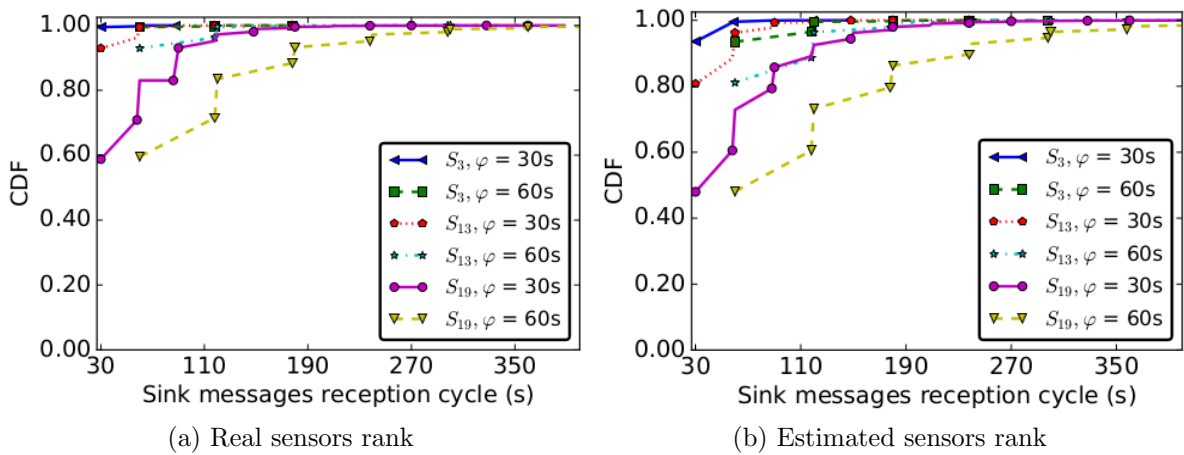 1.00
0.80
0.60
0.40
0.20
0.00
CDF
30 110 190 270 350
Sink messages reception cycle (s)
S3, φ = 30s
S3, φ = 60s
S13, φ = 30s
S13, φ = 60s
S19, φ = 30s
S19, φ = 60s
(a) Real sensors rank
1.00
0.80
0.60
0.40
0.20
0.00
CDF
30 110 190 270 350
Sink messages reception cycle (s)
S3, φ = 30s
S3, φ = 60s
S13, φ = 30s
S13, φ = 60s
S19, φ = 30s
S19, φ = 60s
(b) Estimated sensors rank